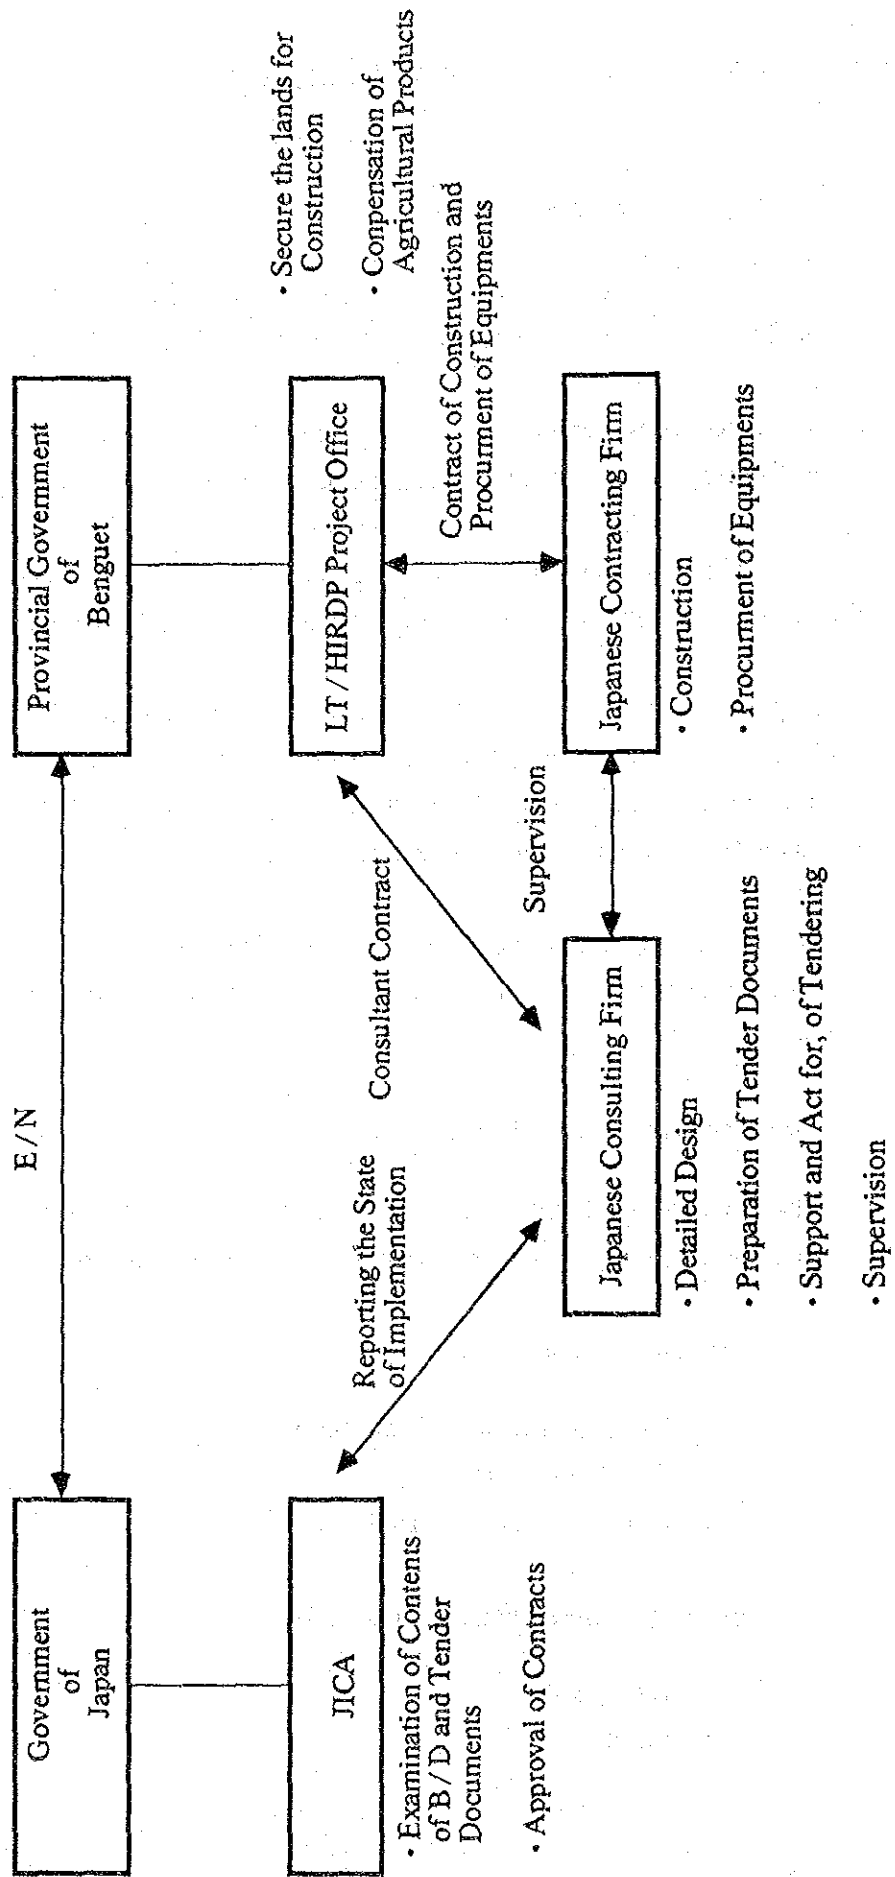 Government
of
Japan
E / N
Provincial Government
of
Benguet
JICA
• Examination of Contents
of B / D and Tender
Documents
• Approval of Contracts
Reporting the State
of Implementation
Consultant Contract
LT / HIRDP Project Office
• Secure the lands for
Construction
• Conpensation of
Agricultural Products
Contract of Construction and
Procurment of Equipments
Supervision
Japanese Consulting Firm
• Detailed Design
• Preparation of Tender Documents
• Support and Act for, of Tendering
• Supervision
Japanese Contracting Firm
• Construction
• Procurment of Equipments